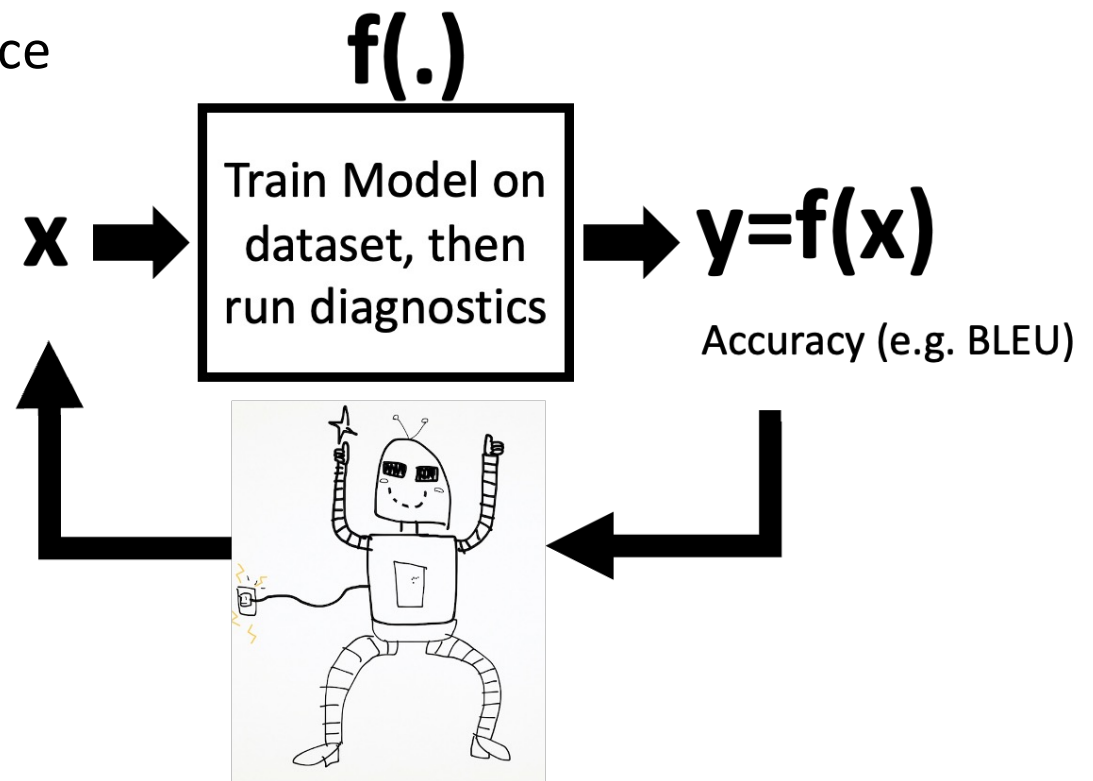 ce
f(.)
Train Model on
dataset, then
run diagnostics
x
y=f(x)
Accuracy (e.g. BLEU)